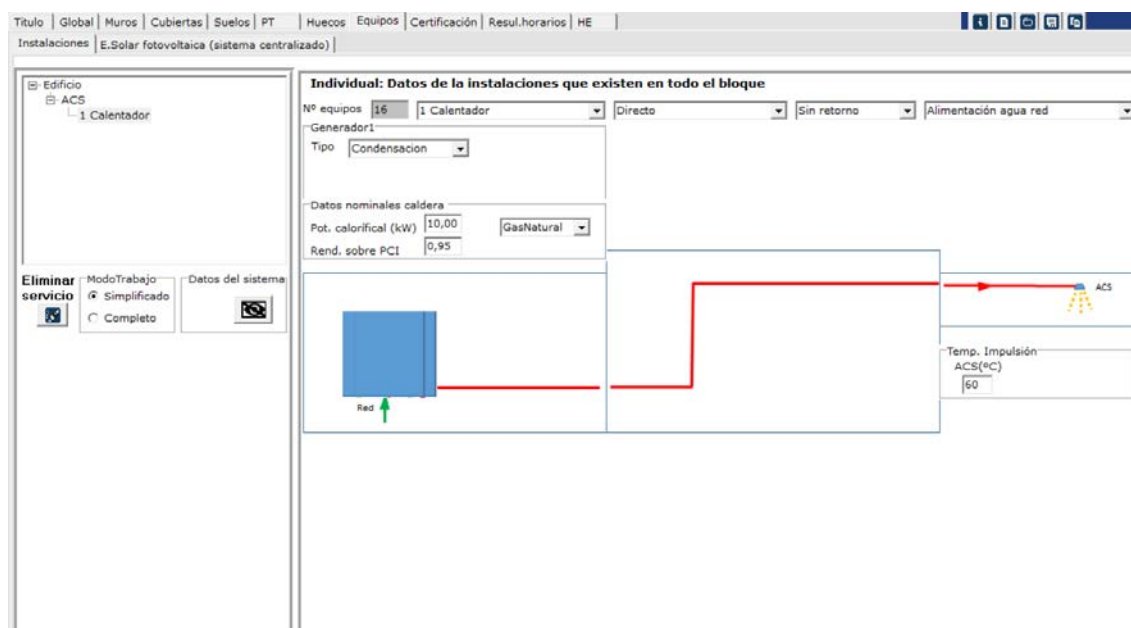 Titulo Global Muros Cubiertas Suelos PT Huecos Equipos Certificación Resul.horarios HE
Instalaciones E.Solar fotovoltaica (sistema centralizado)
Edificio
ACS
1 Calentador
Eliminar servicio
ModoTrabajo
Simplificado
Completo
Datos del sistema
Individual: Datos de la instalaciones que existen en todo el bloque
Nº equipos 16 1 Calentador Directo Sin retorno Alimentación agua red
Generador1
Tipo Condensacion
Datos nominales caldera
Pot. calorifical (kW) 10,00 GasNatural
Rend. sobre PCI 0,95
Red
ACS
Temp. Impulsión
ACS(ºC)
60